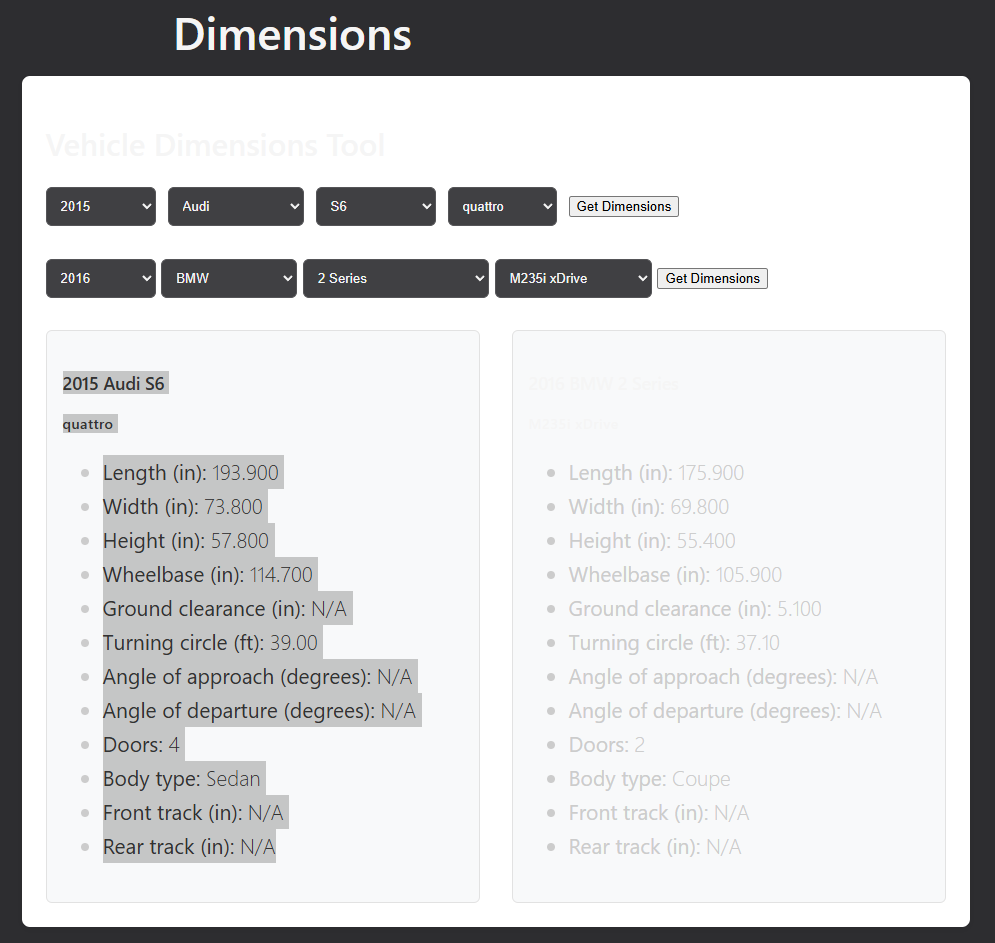 Dimensions
Vehicle Dimensions Tool
2015 Audi S6 quattro Get Dimensions
2016 BMW 2 Series M235i xDrive Get Dimensions
2015 Audi S6
quattro
Length (in): 193.900
Width (in): 73.800
Height (in): 57.800
Wheelbase (in): 114.700
Ground clearance (in): N/A
Turning circle (ft): 39.00
Angle of approach (degrees): N/A
Angle of departure (degrees): N/A
Doors: 4
Body type: Sedan
Front track (in): N/A
Rear track (in): N/A
2016 BMW 2 Series
M235i xDrive
Length (in): 175.900
Width (in): 69.800
Height (in): 55.400
Wheelbase (in): 105.900
Ground clearance (in): 5.100
Turning circle (ft): 37.10
Angle of approach (degrees): N/A
Angle of departure (degrees): N/A
Doors: 2
Body type: Coupe
Front track (in): N/A
Rear track (in): N/A